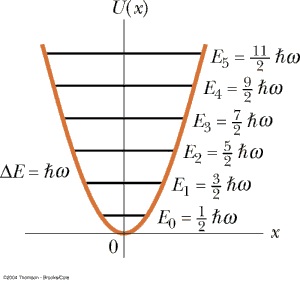 U(x)
E₅ = 11/2 ℏω
E₄ = 9/2 ℏω
E₃ = 7/2 ℏω
E₂ = 5/2 ℏω
ΔE = ℏω
E₁ = 3/2 ℏω
E₀ = 1/2 ℏω
x
0
©2004 Thomson - Brooks/Cole